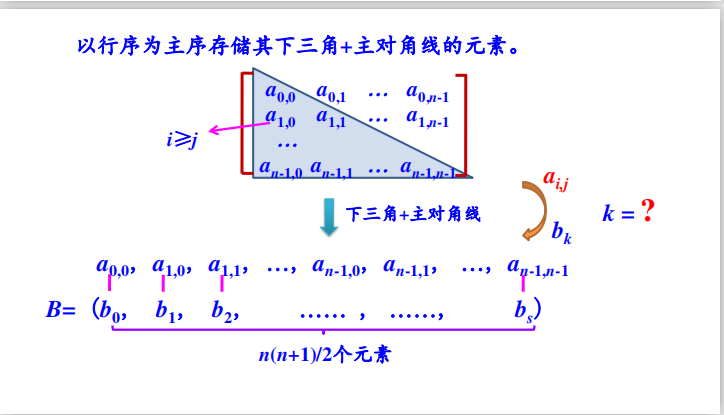 以行序为主序存储其下三角+主对角线的元素。
a0,0 a0,1 … a0,n-1
a1,0 a1,1 … a1,n-1
i≥j
…
an-1,0 an-1,1 … an-1,n-1
ai,j
k = ?
下三角+主对角线
bk
a0,0, a1,0, a1,1, …, an-1,0, an-1,1, …, an-1,n-1
B= (b0, b1, b2, …… , ……, bs)
n(n+1)/2个元素